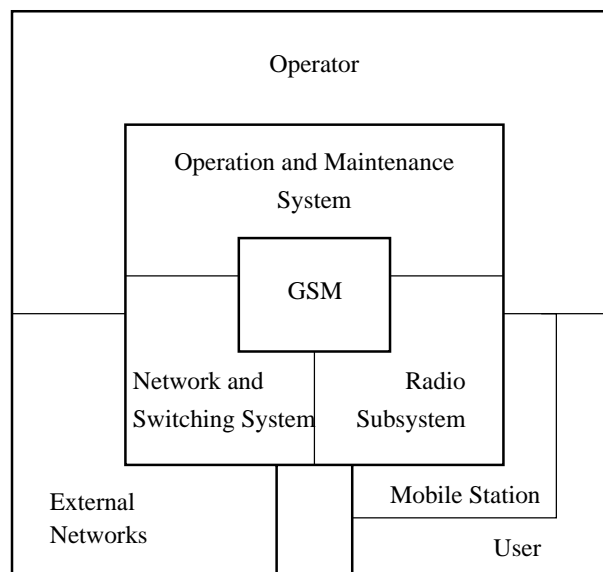 Operator
Operation and Maintenance
System
GSM
Network and
Switching System
Radio
Subsystem
External
Networks
Mobile Station
User